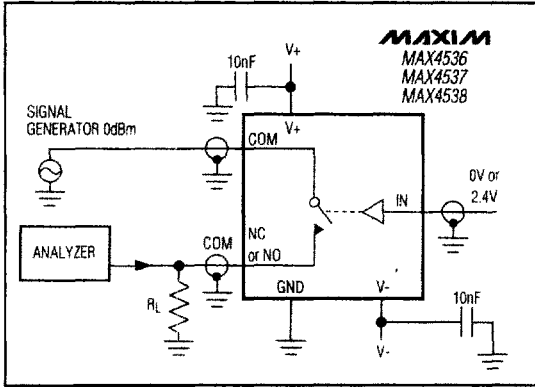 MAXIM
MAX4536
MAX4537
MAX4538
V+
10nF
SIGNAL
GENERATOR 0dBm
V+
COM
0V or
2.4V
IN
COM
NC
or NO
ANALYZER
RL
GND
V-
10nF
V-